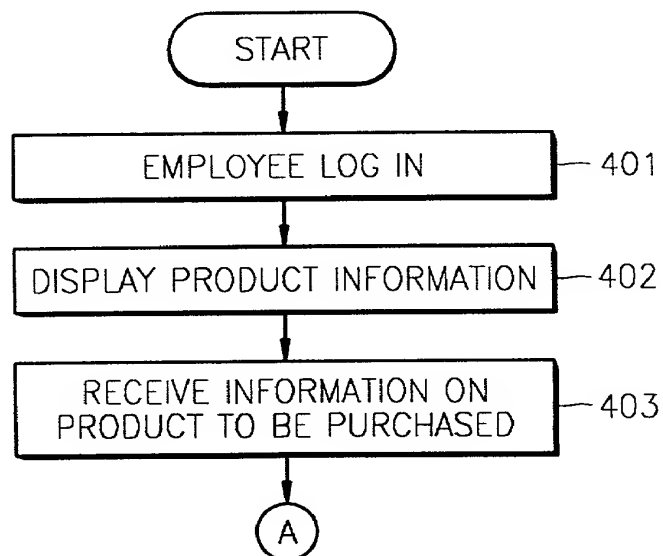 START
EMPLOYEE LOG IN
401
DISPLAY PRODUCT INFORMATION
402
RECEIVE INFORMATION ON
PRODUCT TO BE PURCHASED
403
A